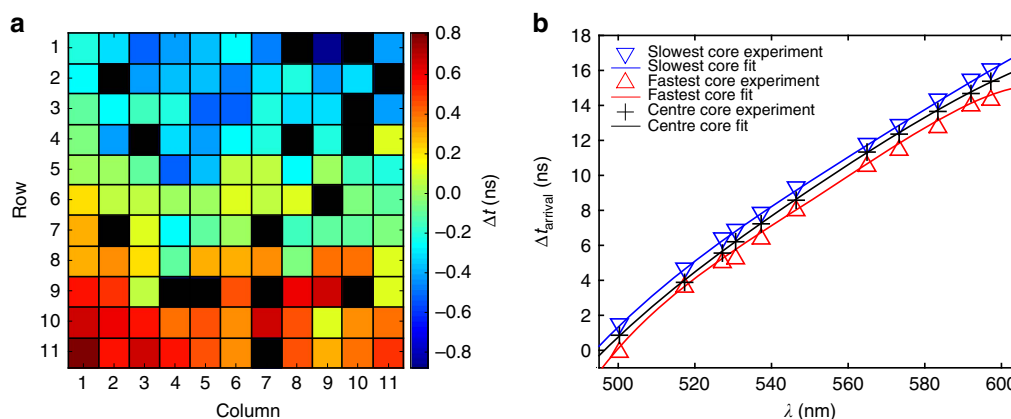 a
Row
1
2
3
4
5
6
7
8
9
10
11
1 2 3 4 5 6 7 8 9 10 11
Column
0.8
0.6
0.4
0.2
0.0
−0.2
−0.4
−0.6
−0.8
Δt (ns)
b
Slowest core experiment
Slowest core fit
Fastest core experiment
Fastest core fit
Centre core experiment
Centre core fit
18
16
14
12
10
8
6
4
2
0
Δt arrival (ns)
500 520 540 560 580 600
λ (nm)